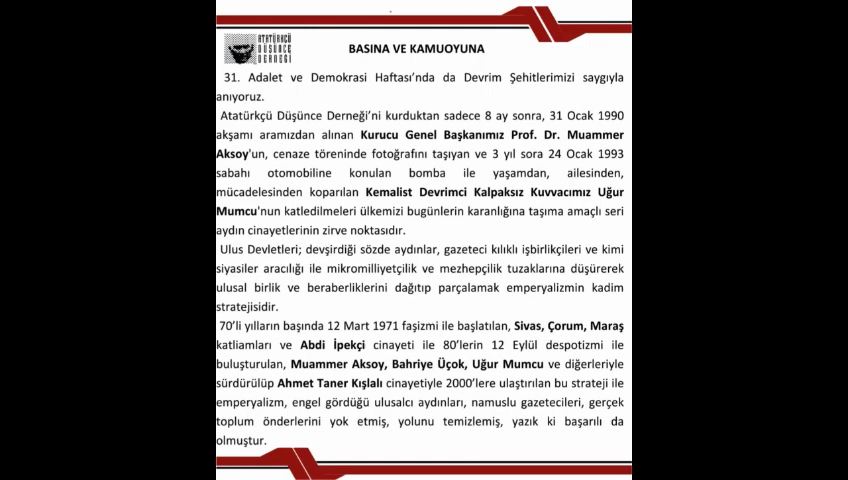 ATATÜRKÇÜ
DÜŞÜNCE
DERNEĞİ
BASINA VE KAMUOYUNA
31. Adalet ve Demokrasi Haftası'nda da Devrim Şehitlerimizi saygıyla
anıyoruz.
Atatürkçü Düşünce Derneği'ni kurduktan sadece 8 ay sonra, 31 Ocak 1990
akşamı aramızdan alınan Kurucu Genel Başkanımız Prof. Dr. Muammer
Aksoy'un, cenaze töreninde fotoğrafını taşıyan ve 3 yıl sora 24 Ocak 1993
sabahı otomobiline konulan bomba ile yaşamdan, ailesinden,
mücadelesinden koparılan Kemalist Devrimci Kalpaksız Kuvvacımız Uğur
Mumcu'nun katledilmeleri ülkemizi bugünlerin karanlığına taşıma amaçlı seri
aydın cinayetlerinin zirve noktasıdır.
Ulus Devletleri; devşirdiği sözde aydınlar, gazeteci kılıklı işbirlikçileri ve kimi
siyasiler aracılığı ile mikromilliyetçilik ve mezhepçilik tuzaklarına düşürerek
ulusal birlik ve beraberliklerini dağıtıp parçalamak emperyalizmin kadim
stratejisidir.
70'li yılların başında 12 Mart 1971 faşizmi ile başlatılan, Sivas, Çorum, Maraş
katliamları ve Abdi İpekçi cinayeti ile 80'lerin 12 Eylül despotizmi ile
buluşturulan, Muammer Aksoy, Bahriye Üçok, Uğur Mumcu ve diğerleriyle
sürdürülüp Ahmet Taner Kışlalı cinayetiyle 2000'lere ulaştırılan bu strateji ile
emperyalizm, engel gördüğü ulusalcı aydınları, namuslu gazetecileri, gerçek
toplum önderlerini yok etmiş, yolunu temizlemiş, yazık ki başarılı da
olmuştur.